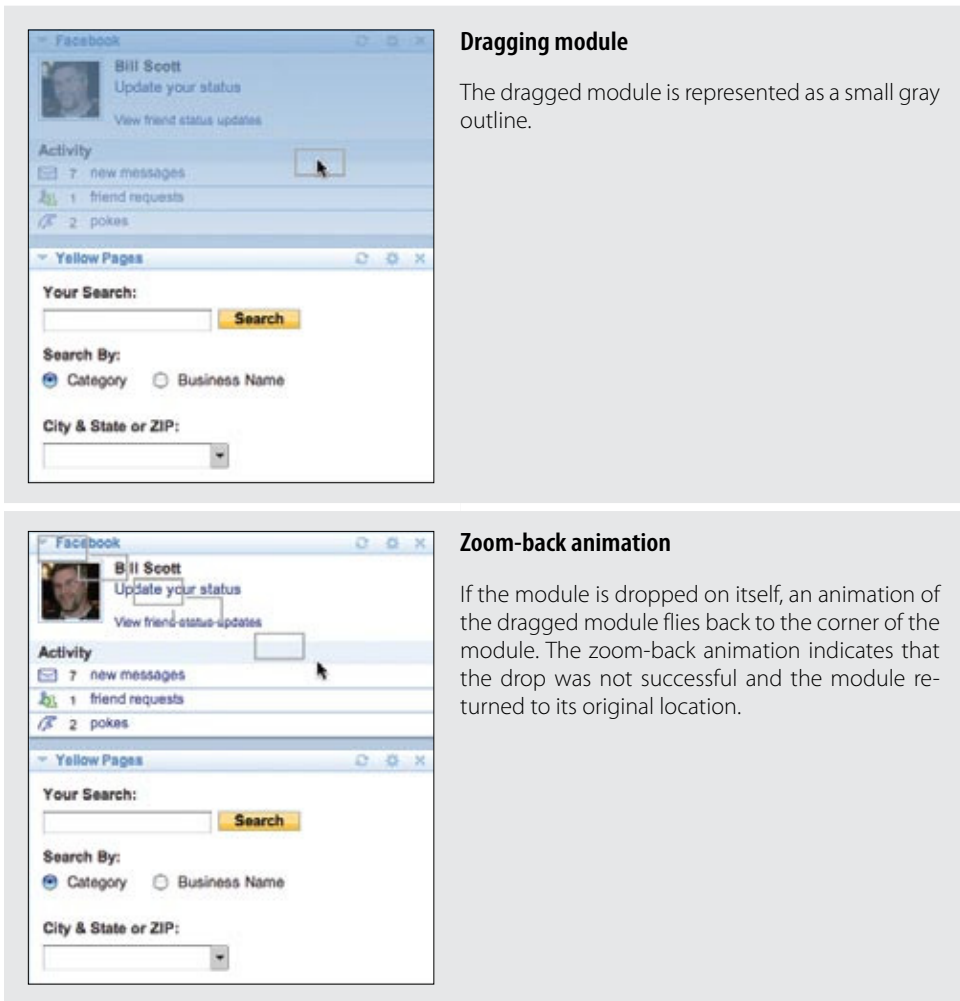 Facebook
Bill Scott
Update your status
View friend status updates
Activity
7 new messages
1 friend requests
2 pokes
Yellow Pages
Your Search:
Search
Search By:
Category Business Name
City & State or ZIP:
Dragging module
The dragged module is represented as a small gray
outline.
Facebook
Bill Scott
Update your status
View friend status updates
Activity
7 new messages
1 friend requests
2 pokes
Yellow Pages
Your Search:
Search
Search By:
Category Business Name
City & State or ZIP:
Zoom-back animation
If the module is dropped on itself, an animation of
the dragged module flies back to the corner of the
module. The zoom-back animation indicates that
the drop was not successful and the module re-
turned to its original location.